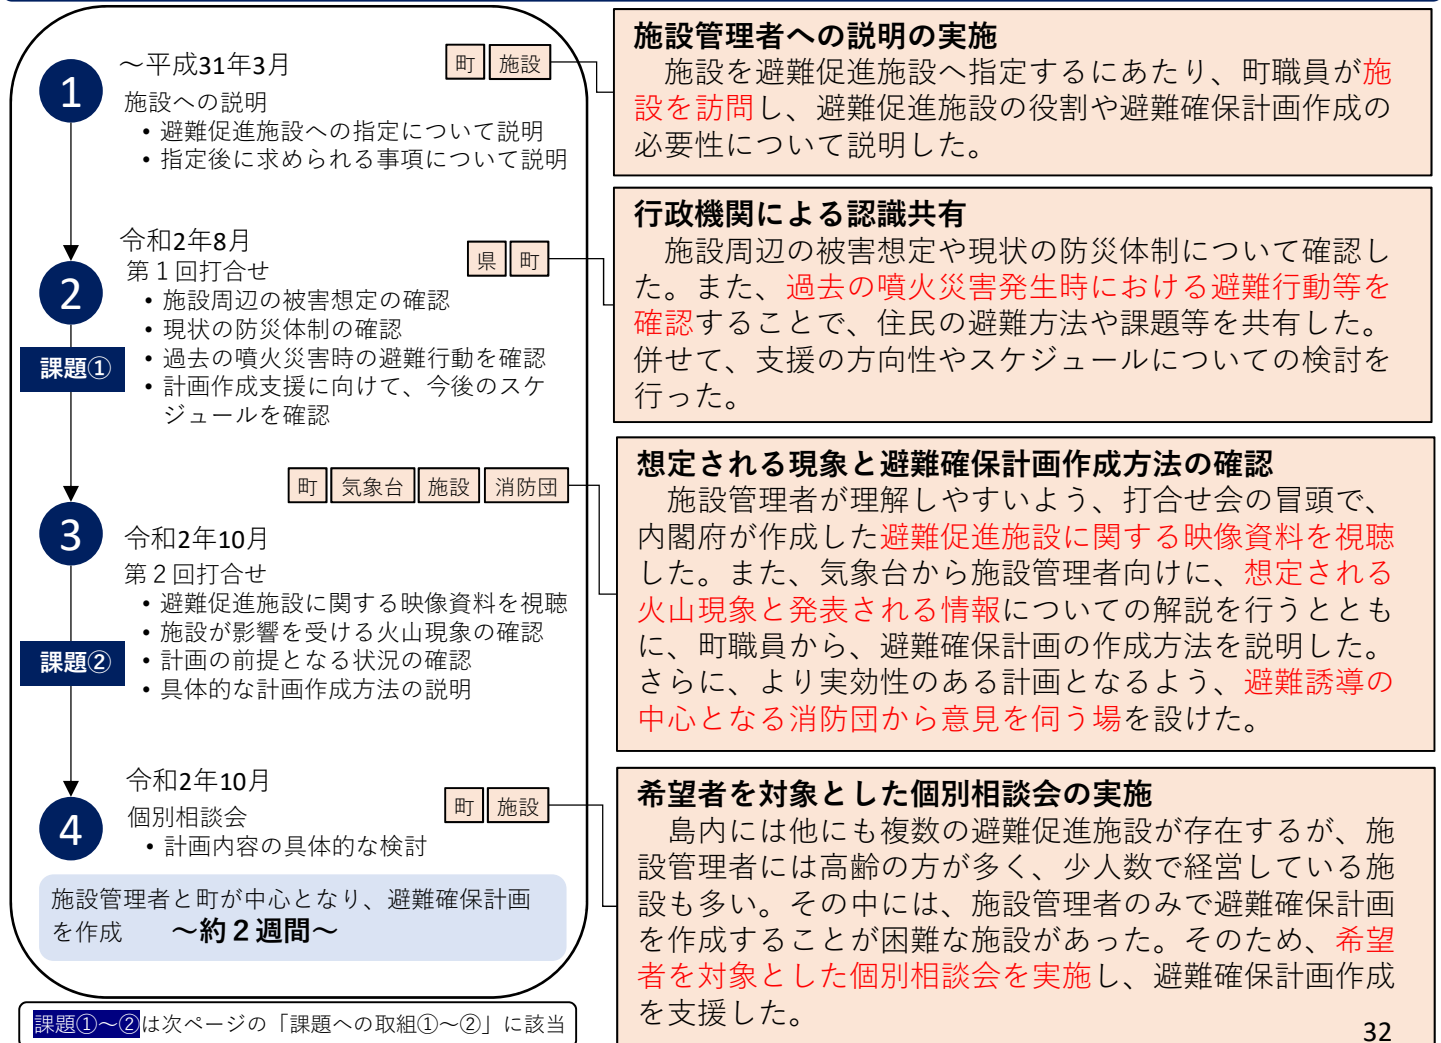 1
～平成31年3月
町 施設
施設への説明
• 避難促進施設への指定について説明
• 指定後に求められる事項について説明
2
令和2年8月
県 町
第１回打合せ
• 施設周辺の被害想定の確認
• 現状の防災体制の確認
• 過去の噴火災害時の避難行動を確認
• 計画作成支援に向けて、今後のスケ
ジュールを確認
課題①
町 気象台 施設 消防団
3
令和2年10月
第２回打合せ
• 避難促進施設に関する映像資料を視聴
• 施設が影響を受ける火山現象の確認
• 計画の前提となる状況の確認
• 具体的な計画作成方法の説明
課題②
4
令和2年10月
町 施設
個別相談会
• 計画内容の具体的な検討
施設管理者と町が中心となり、避難確保計画
を作成　～約２週間～
課題①～②は次ページの「課題への取組①～②」に該当
施設管理者への説明の実施
　施設を避難促進施設へ指定するにあたり、町職員が施
設を訪問し、避難促進施設の役割や避難確保計画作成の
必要性について説明した。
行政機関による認識共有
　施設周辺の被害想定や現状の防災体制について確認し
た。また、過去の噴火災害発生時における避難行動等を
確認することで、住民の避難方法や課題等を共有した。
併せて、支援の方向性やスケジュールについての検討を
行った。
想定される現象と避難確保計画作成方法の確認
　施設管理者が理解しやすいよう、打合せ会の冒頭で、
内閣府が作成した避難促進施設に関する映像資料を視聴
した。また、気象台から施設管理者向けに、想定される
火山現象と発表される情報についての解説を行うととも
に、町職員から、避難確保計画の作成方法を説明した。
さらに、より実効性のある計画となるよう、避難誘導の
中心となる消防団から意見を伺う場を設けた。
希望者を対象とした個別相談会の実施
　島内には他にも複数の避難促進施設が存在するが、施
設管理者には高齢の方が多く、少人数で経営している施
設も多い。その中には、施設管理者のみで避難確保計画
を作成することが困難な施設があった。そのため、希望
者を対象とした個別相談会を実施し、避難確保計画作成
を支援した。
32